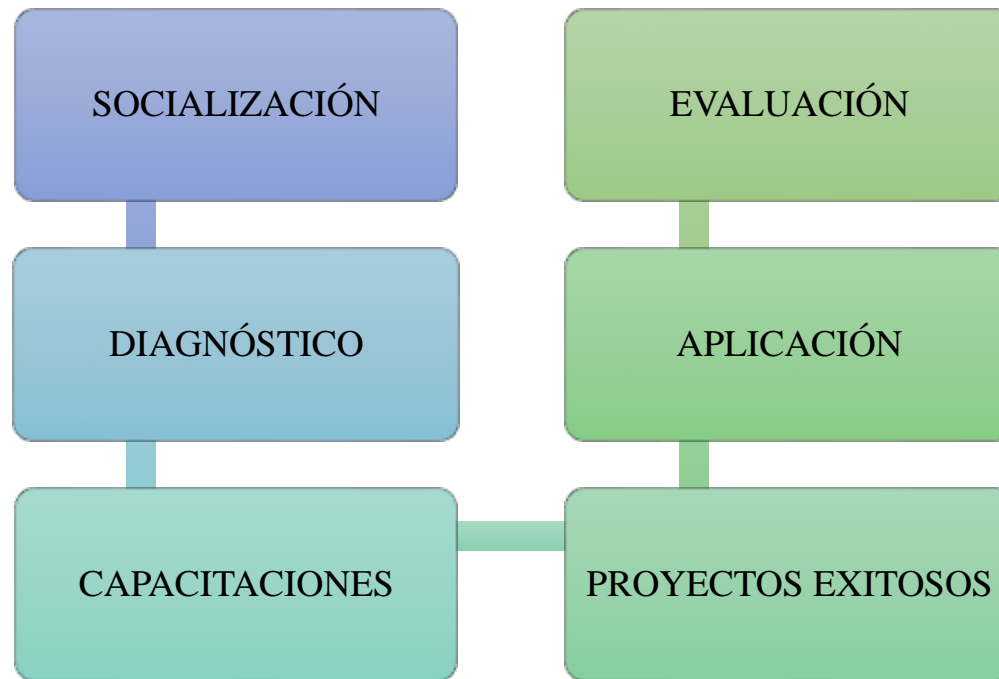 SOCIALIZACIÓN
DIAGNÓSTICO
CAPACITACIONES
PROYECTOS EXITOSOS
APLICACIÓN
EVALUACIÓN